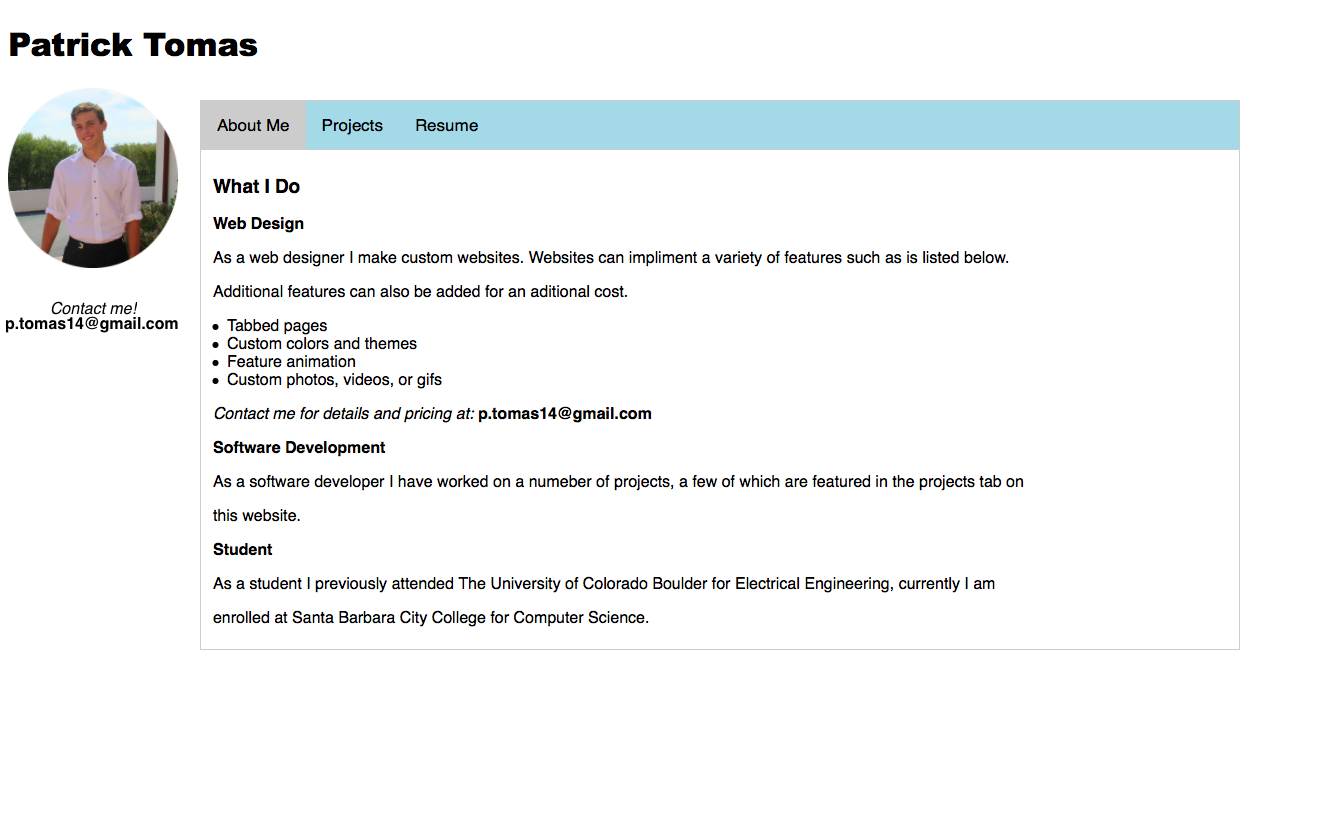 Patrick Tomas
About Me Projects Resume
What I Do
Web Design
As a web designer I make custom websites. Websites can impliment a variety of features such as is listed below.
Additional features can also be added for an aditional cost.
Tabbed pages
Custom colors and themes
Feature animation
Custom photos, videos, or gifs
Contact me for details and pricing at: p.tomas14@gmail.com
Software Development
As a software developer I have worked on a numeber of projects, a few of which are featured in the projects tab on
this website.
Student
As a student I previously attended The University of Colorado Boulder for Electrical Engineering, currently I am
enrolled at Santa Barbara City College for Computer Science.
Contact me!
p.tomas14@gmail.com